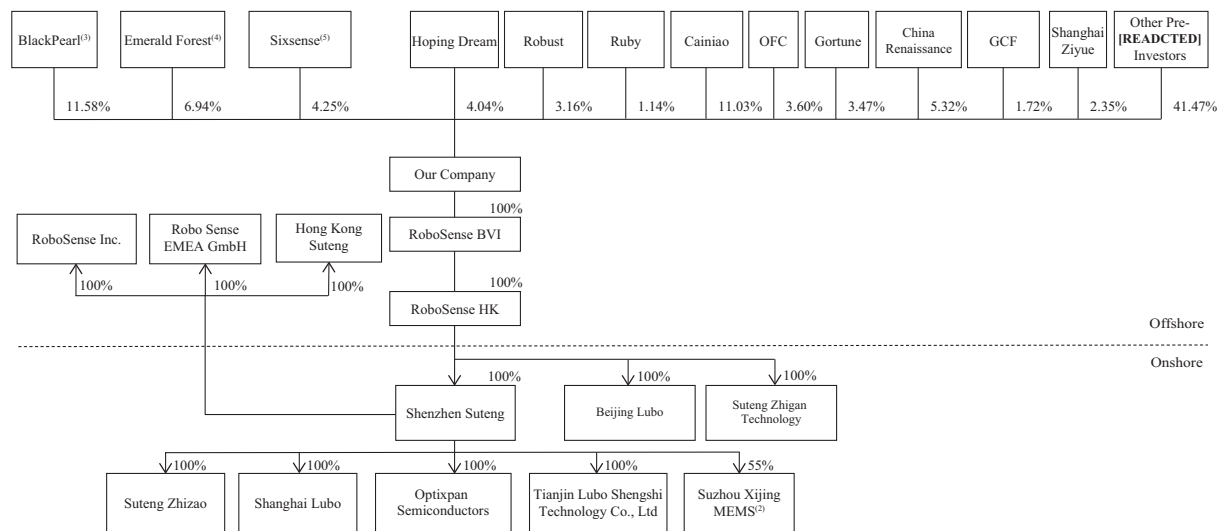 BlackPearl(3)
Emerald Forest(4)
Sixsense(5)
Hoping Dream
Robust
Ruby
Cainiao
OFC
Gortune
China
Renaissance
GCF
Shanghai
Ziyue
Other Pre-
[READCTED]
Investors
11.58%
6.94%
4.25%
4.04%
3.16%
1.14%
11.03%
3.60%
3.47%
5.32%
1.72%
2.35%
41.47%
Our Company
100%
RoboSense Inc.
Robo Sense
EMEA GmbH
Hong Kong
Suteng
RoboSense BVI
100%
100%
100%
100%
RoboSense HK
Offshore
Onshore
100%
100%
100%
Shenzhen Suteng
Beijing Lubo
Suteng Zhigan
Technology
100%
100%
100%
100%
55%
Suteng Zhizao
Shanghai Lubo
Optixpan
Semiconductors
Tianjin Lubo Shengshi
Technology Co., Ltd
Suzhou Xijing
MEMS(2)